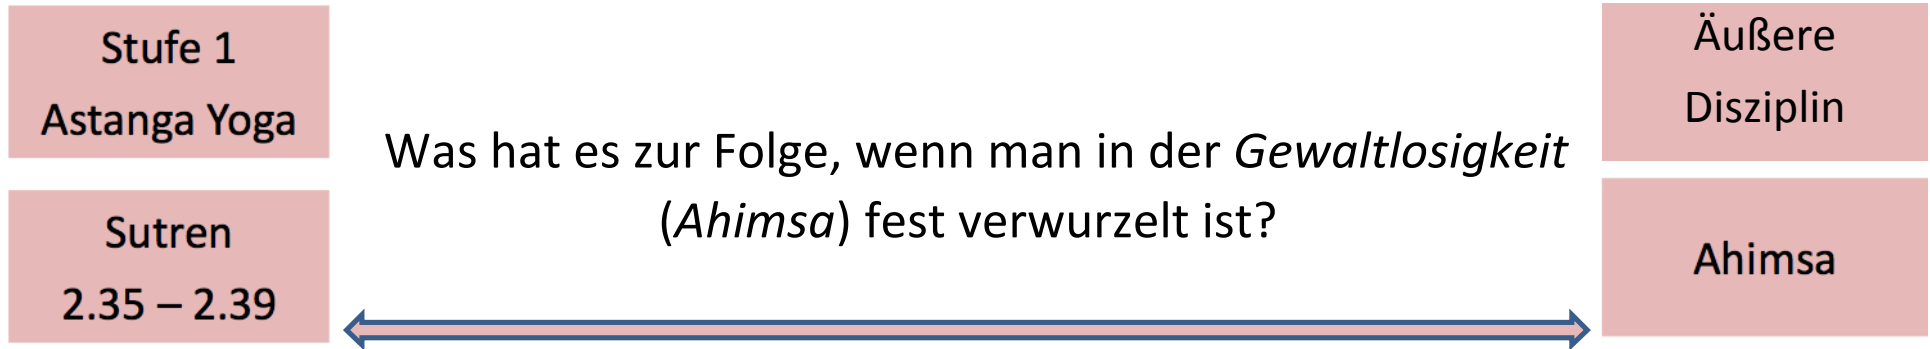 Stufe 1
Astanga Yoga
Sutren
2.35 – 2.39
Was hat es zur Folge, wenn man in der Gewaltlosigkeit
(Ahimsa) fest verwurzelt ist?
Äußere
Disziplin
Ahimsa